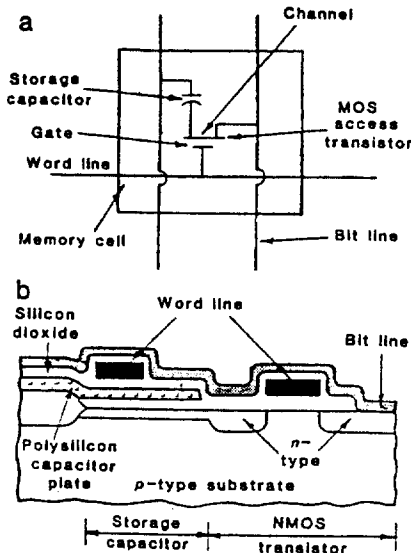 a
Channel
Storage
capacitor
MOS
access
transistor
Gate
Word line
Memory cell
Bit line
b
Word line
Silicon
dioxide
Bit line
Polysilicon
capacitor
plate
n-
type
p-type substrate
Storage
capacitor
NMOS
transistor